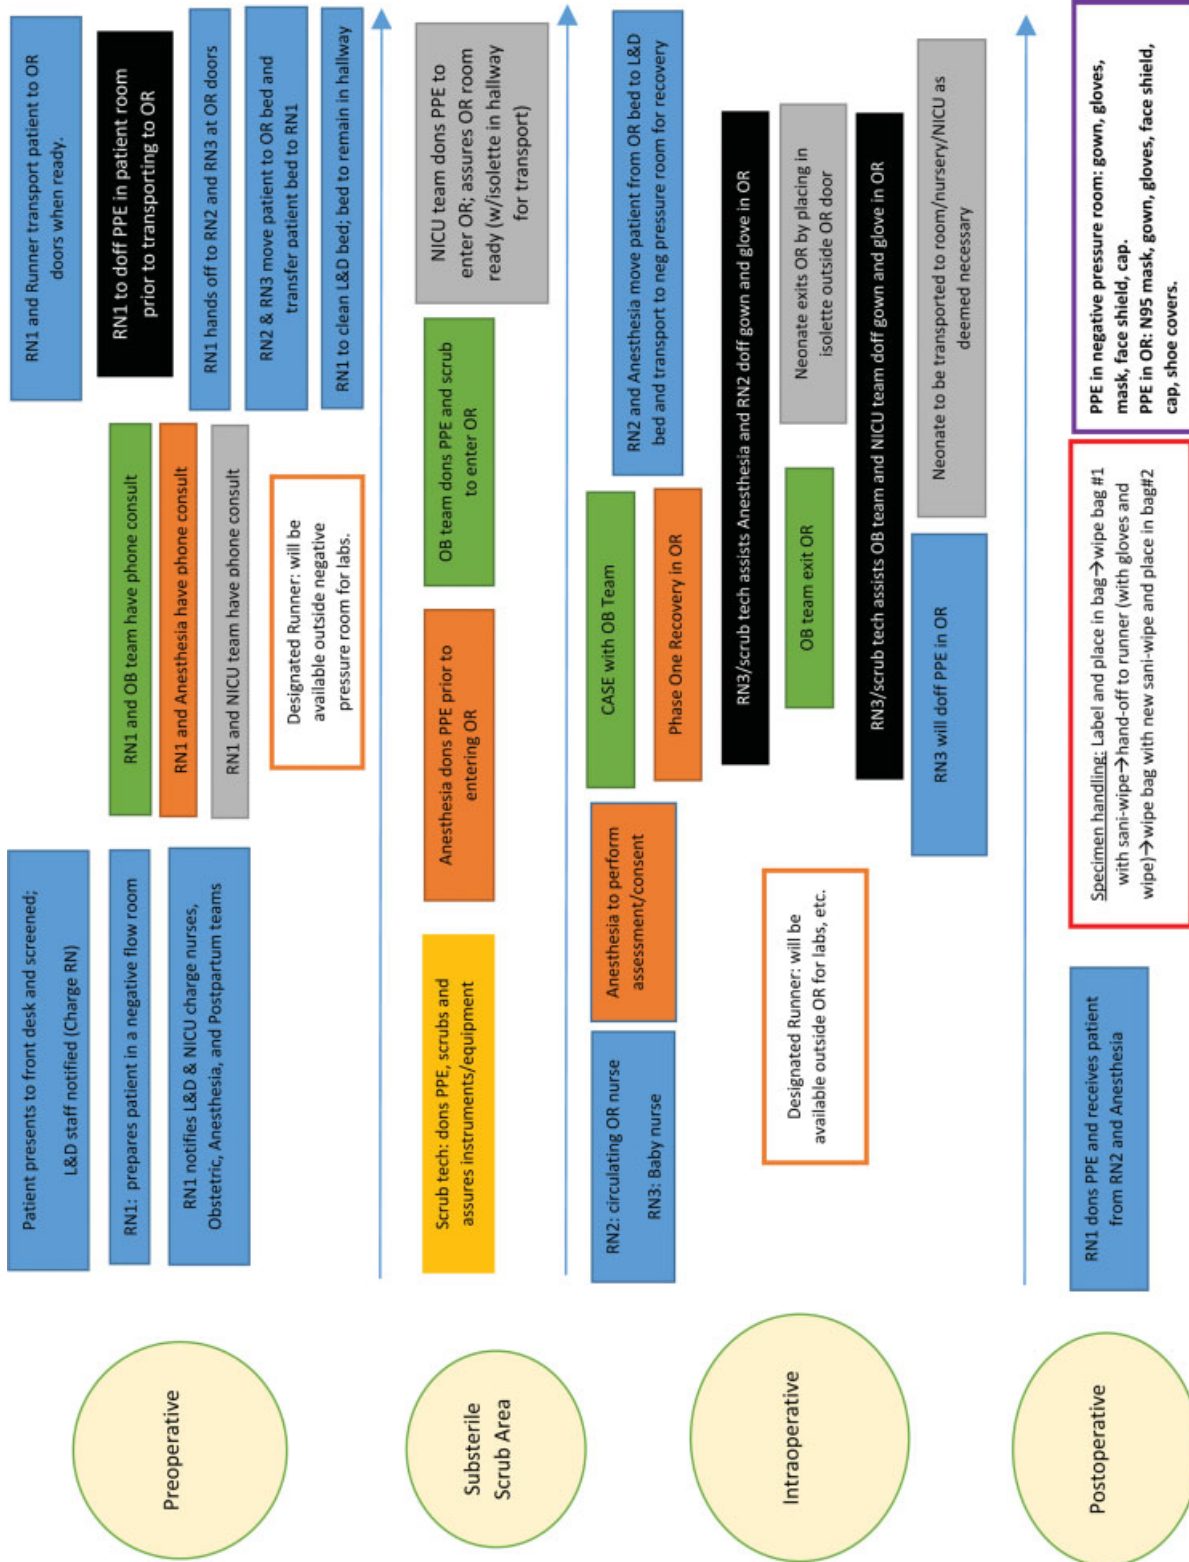 Preoperative
Patient presents to front desk and screened;
L&D staff notified (Charge RN)
RN1: prepares patient in a negative flow room
RN1 notifies L&D & NICU charge nurses,
Obstetric, Anesthesia, and Postpartum teams
RN1 and OB team have phone consult
RN1 and Anesthesia have phone consult
RN1 and NICU team have phone consult
Designated Runner: will be
available outside negative
pressure room for labs.
RN1 and Runner transport patient to OR
doors when ready.
RN1 to doff PPE in patient room
prior to transporting to OR
RN1 hands off to RN2 and RN3 at OR doors
RN2 & RN3 move patient to OR bed and
transfer patient bed to RN1
RN1 to clean L&D bed; bed to remain in hallway
Substerile
Scrub Area
Scrub tech: dons PPE, scrubs and
assures instruments/equipment
Anesthesia dons PPE prior to
entering OR
OB team dons PPE and scrub
to enter OR
NICU team dons PPE to
enter OR; assures OR room
ready (w/isolette in hallway
for transport)
Intraoperative
RN2: circulating OR nurse
RN3: Baby nurse
Anesthesia to perform
assessment/consent
Designated Runner: will be
available outside OR for labs, etc.
CASE with OB Team
Phase One Recovery in OR
RN2 and Anesthesia move patient from OR bed to L&D
bed and transport to neg pressure room for recovery
RN3/scrub tech assists Anesthesia and RN2 doff gown and glove in OR
OB team exit OR
Neonate exits OR by placing in
isolette outside OR door
RN3/scrub tech assists OB team and NICU team doff gown and glove in OR
RN3 will doff PPE in OR
Neonate to be transported to room/nursery/NICU as
deemed necessary
Postoperative
RN1 dons PPE and receives patient
from RN2 and Anesthesia
Specimen handling: Label and place in bag→wipe bag #1
with sani-wipe→hand-off to runner (with gloves and
wipe)→wipe bag with new sani-wipe and place in bag#2
PPE in negative pressure room: gown, gloves,
mask, face shield, cap.
PPE in OR: N95 mask, gown, gloves, face shield,
cap, shoe covers.